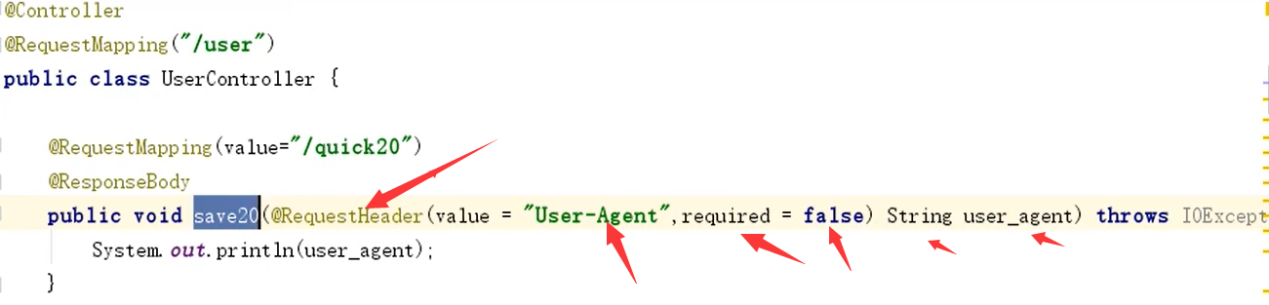 @Controller
@RequestMapping("/user")
public class UserController {
@RequestMapping(value="/quick20")
@ResponseBody
public void save20(@RequestHeader(value = "User-Agent",required = false) String user_agent) throws IOExcept
System.out.println(user_agent);
}